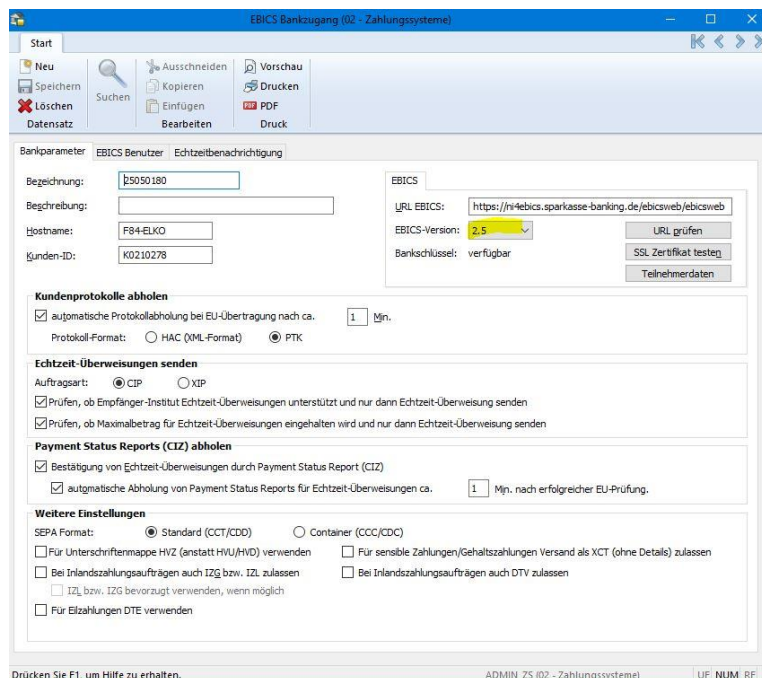 EBICS Bankzugang (02 - Zahlungssysteme)
Start
Neu
Speichern
Löschen
Datensatz
Suchen
Ausschneiden
Kopieren
Einfügen
Bearbeiten
Vorschau
Drucken
PDF PDF
Druck
Bankparameter EBICS Benutzer Echtzeitbenachrichtigung
Bezeichnung: 25050180
Beschreibung:
Hostname: F84-ELKO
Kunden-ID: K0210278
EBICS
URL EBICS: https://ni4ebics.sparkasse-banking.de/ebicsweb/ebicsweb
EBICS-Version: 2.5 URL prüfen
Bankschlüssel: verfügbar SSL Zertifikat testen
Teilnehmerdaten
Kundenprotokolle abholen
automatische Protokollabholung bei EU-Übertragung nach ca. 1 Min.
Protokoll-Format: HAC (XML-Format) PTK
Echtzeit-Überweisungen senden
Auftragsart: CIP XIP
Prüfen, ob Empfänger-Institut Echtzeit-Überweisungen unterstützt und nur dann Echtzeit-Überweisung senden
Prüfen, ob Maximalbetrag für Echtzeit-Überweisungen eingehalten wird und nur dann Echtzeit-Überweisung senden
Payment Status Reports (CIZ) abholen
Bestätigung von Echtzeit-Überweisungen durch Payment Status Report (CIZ)
automatische Abholung von Payment Status Reports für Echtzeit-Überweisungen ca. 1 Min. nach erfolgreicher EU-Prüfung.
Weitere Einstellungen
SEPA Format: Standard (CCT/CDD) Container (CCC/CDC)
Für Unterschriftenmappe HVZ (anstatt HVU/HVD) verwenden Für sensible Zahlungen/Gehaltszahlungen Versand als XCT (ohne Details) zulassen
Bei Inlandszahlungsaufträgen auch IZG bzw. IZL zulassen Bei Inlandszahlungsaufträgen auch DTV zulassen
IZL bzw. IZG bevorzugt verwenden, wenn möglich
Für Eilzahlungen DTE verwenden
Drücken Sie F1, um Hilfe zu erhalten. ADMIN_ZS (02 - Zahlungssysteme) UF NUM RF